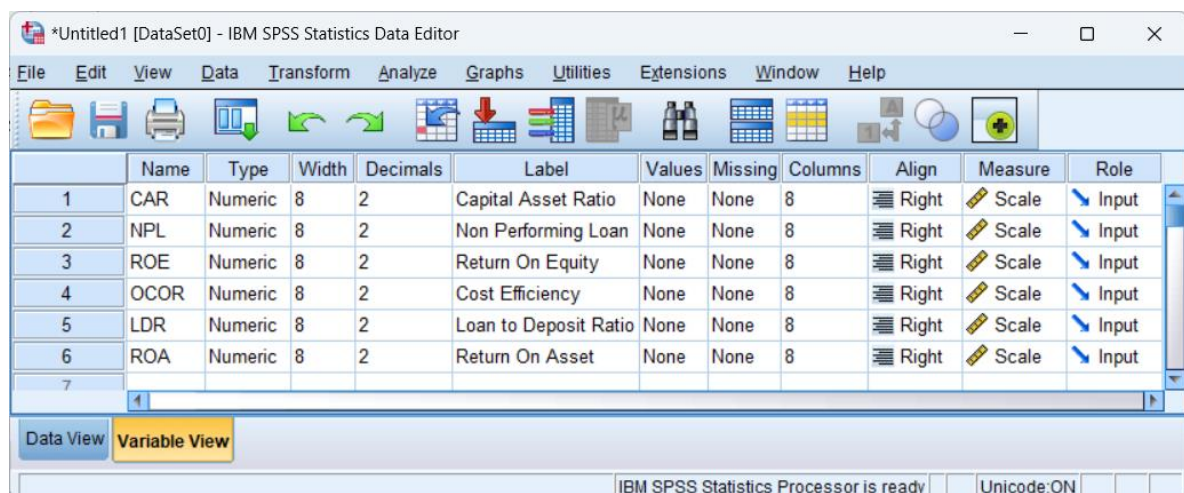 *Untitled1 [DataSet0] - IBM SPSS Statistics Data Editor
File Edit View Data Transform Analyze Graphs Utilities Extensions Window Help
Name Type Width Decimals Label Values Missing Columns Align Measure Role
1 CAR Numeric 8 2 Capital Asset Ratio None None 8 Right Scale Input
2 NPL Numeric 8 2 Non Performing Loan None None 8 Right Scale Input
3 ROE Numeric 8 2 Return On Equity None None 8 Right Scale Input
4 OCOR Numeric 8 2 Cost Efficiency None None 8 Right Scale Input
5 LDR Numeric 8 2 Loan to Deposit Ratio None None 8 Right Scale Input
6 ROA Numeric 8 2 Return On Asset None None 8 Right Scale Input
7
Data View Variable View
IBM SPSS Statistics Processor is ready Unicode:ON